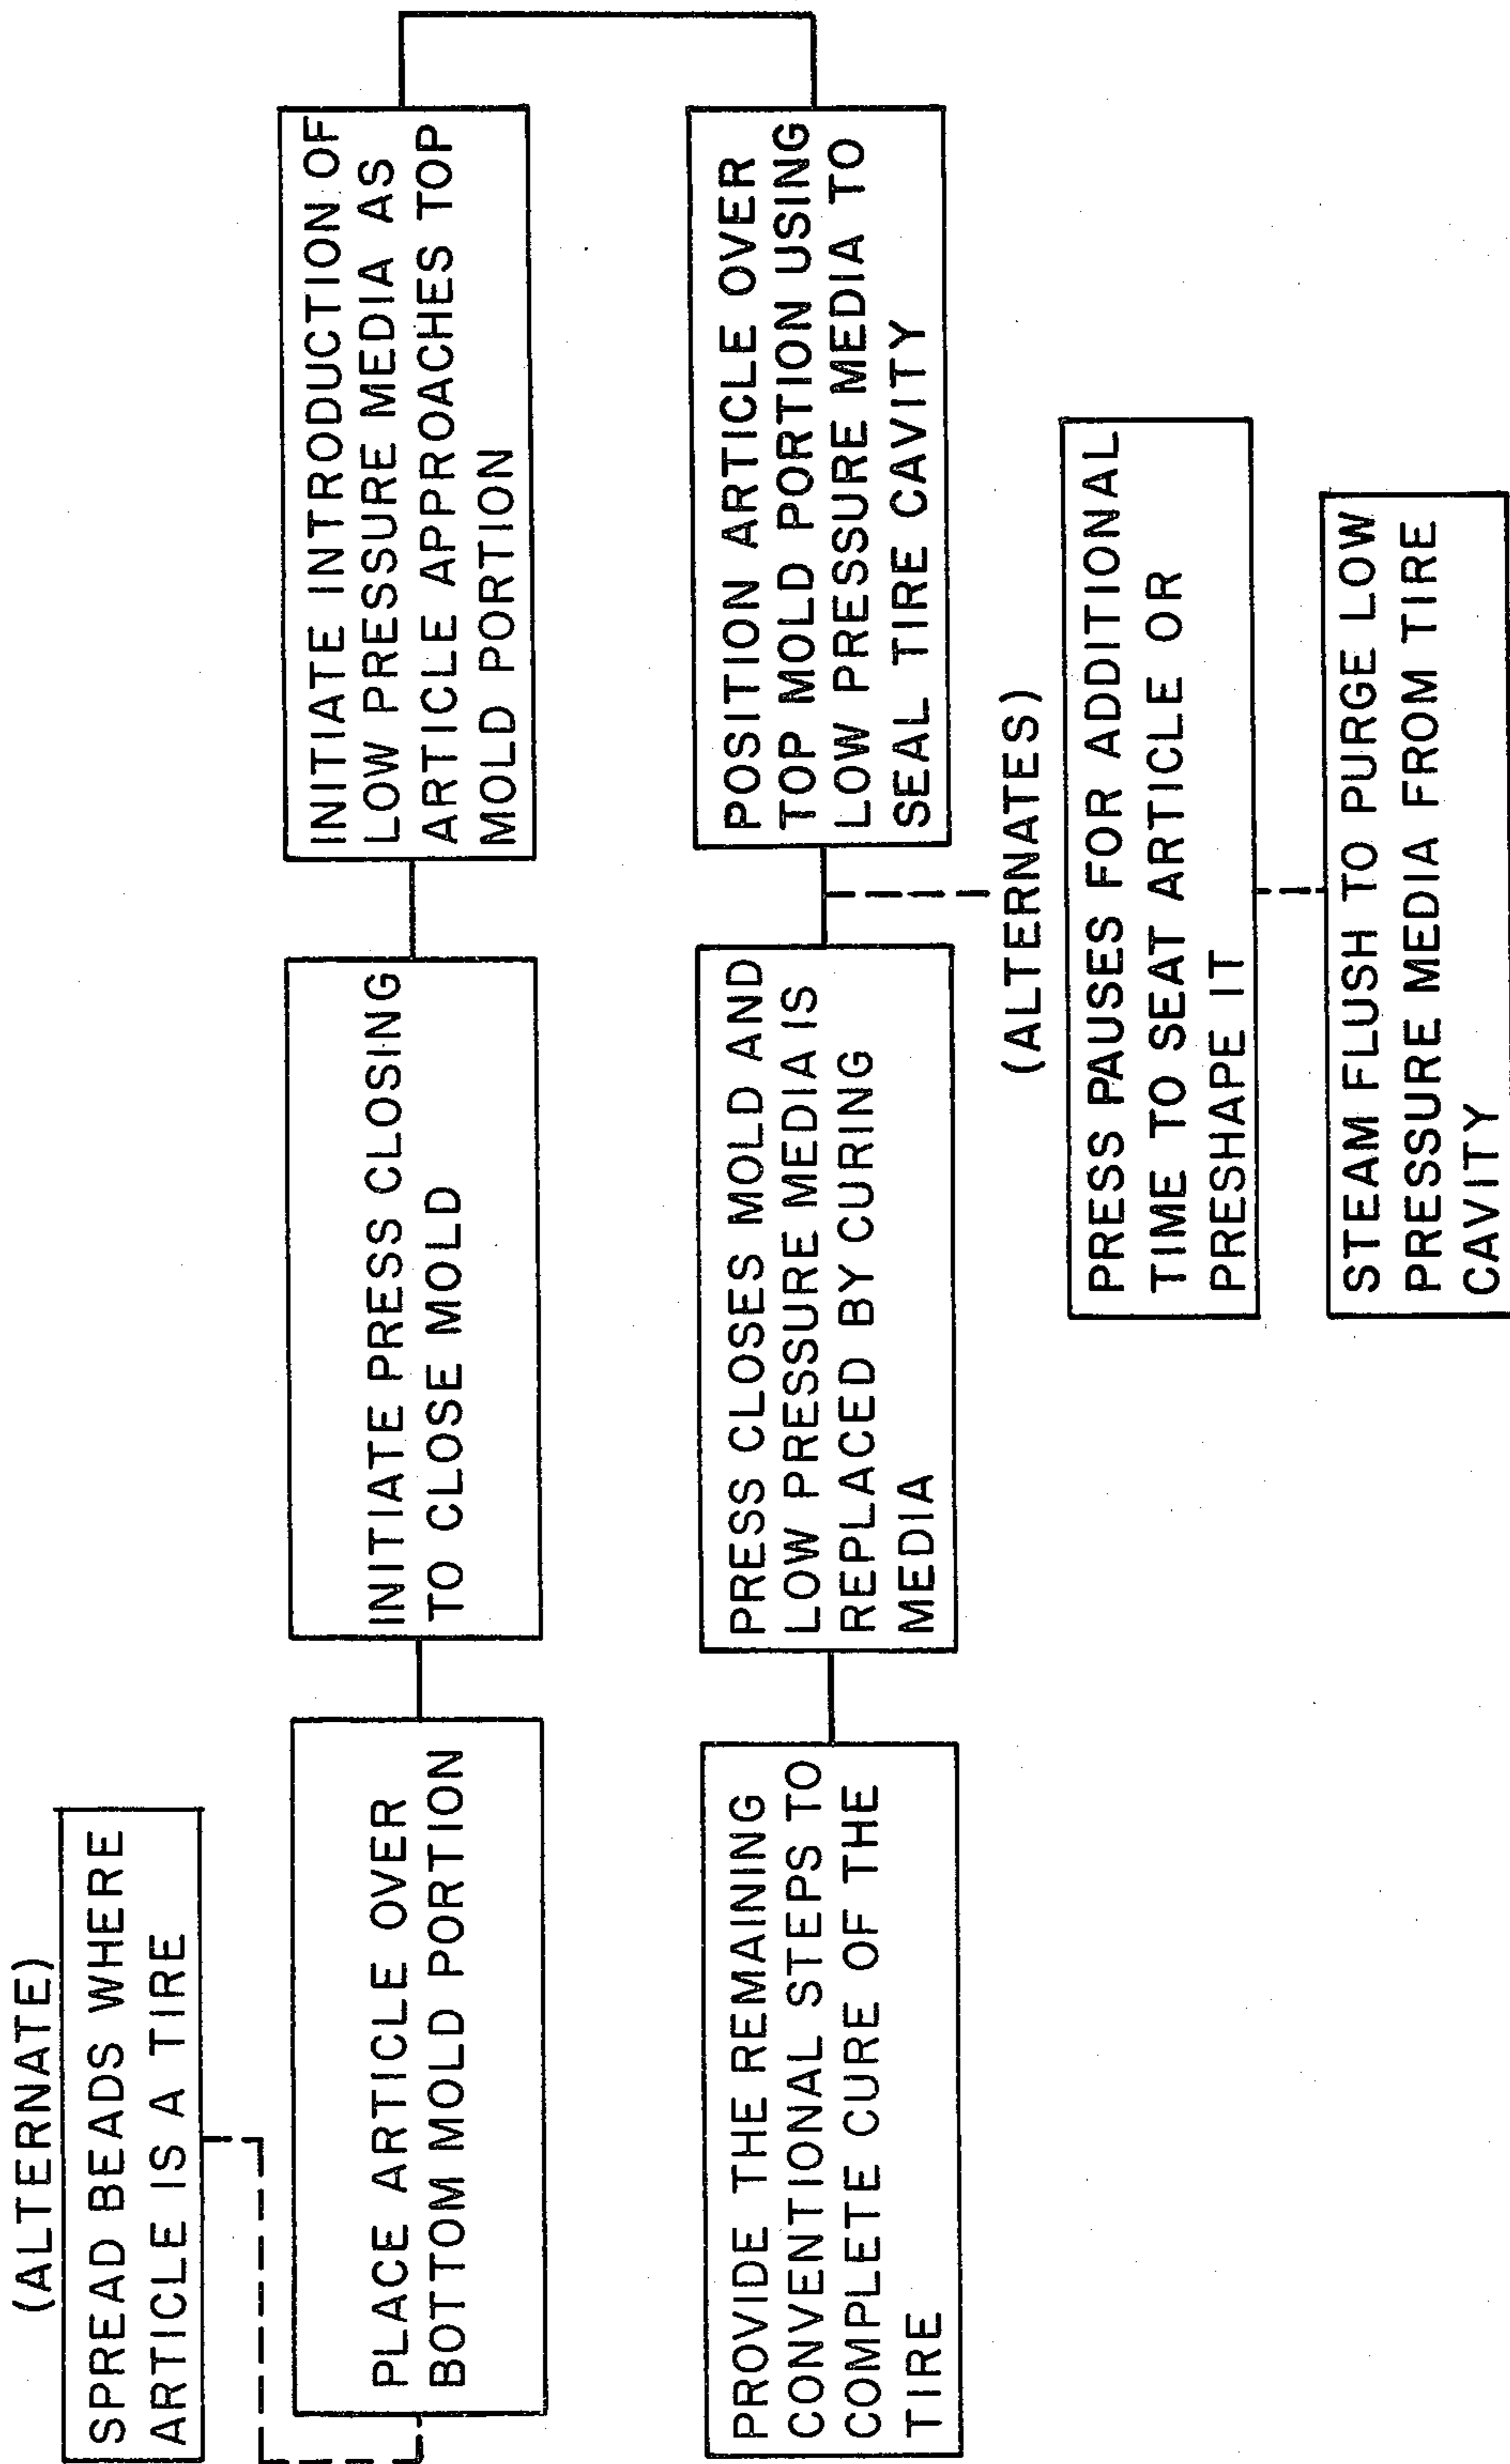 (ALTERNATE)
SPREAD BEADS WHERE
ARTICLE IS A TIRE
PLACE ARTICLE OVER
BOTTOM MOLD PORTION
INITIATE PRESS CLOSING
TO CLOSE MOLD
INITIATE INTRODUCTION OF
LOW PRESSURE MEDIA AS
ARTICLE APPROACHES TOP
MOLD PORTION
POSITION ARTICLE OVER
TOP MOLD PORTION USING
LOW PRESSURE MEDIA TO
SEAL TIRE CAVITY
PRESS CLOSES MOLD AND
LOW PRESSURE MEDIA IS
REPLACED BY CURING
MEDIA
PROVIDE THE REMAINING
CONVENTIONAL STEPS TO
COMPLETE CURE OF THE
TIRE
(ALTERNATES)
PRESS PAUSES FOR ADDITIONAL
TIME TO SEAT ARTICLE OR
PRESHAPE IT
STEAM FLUSH TO PURGE LOW
PRESSURE MEDIA FROM TIRE
CAVITY